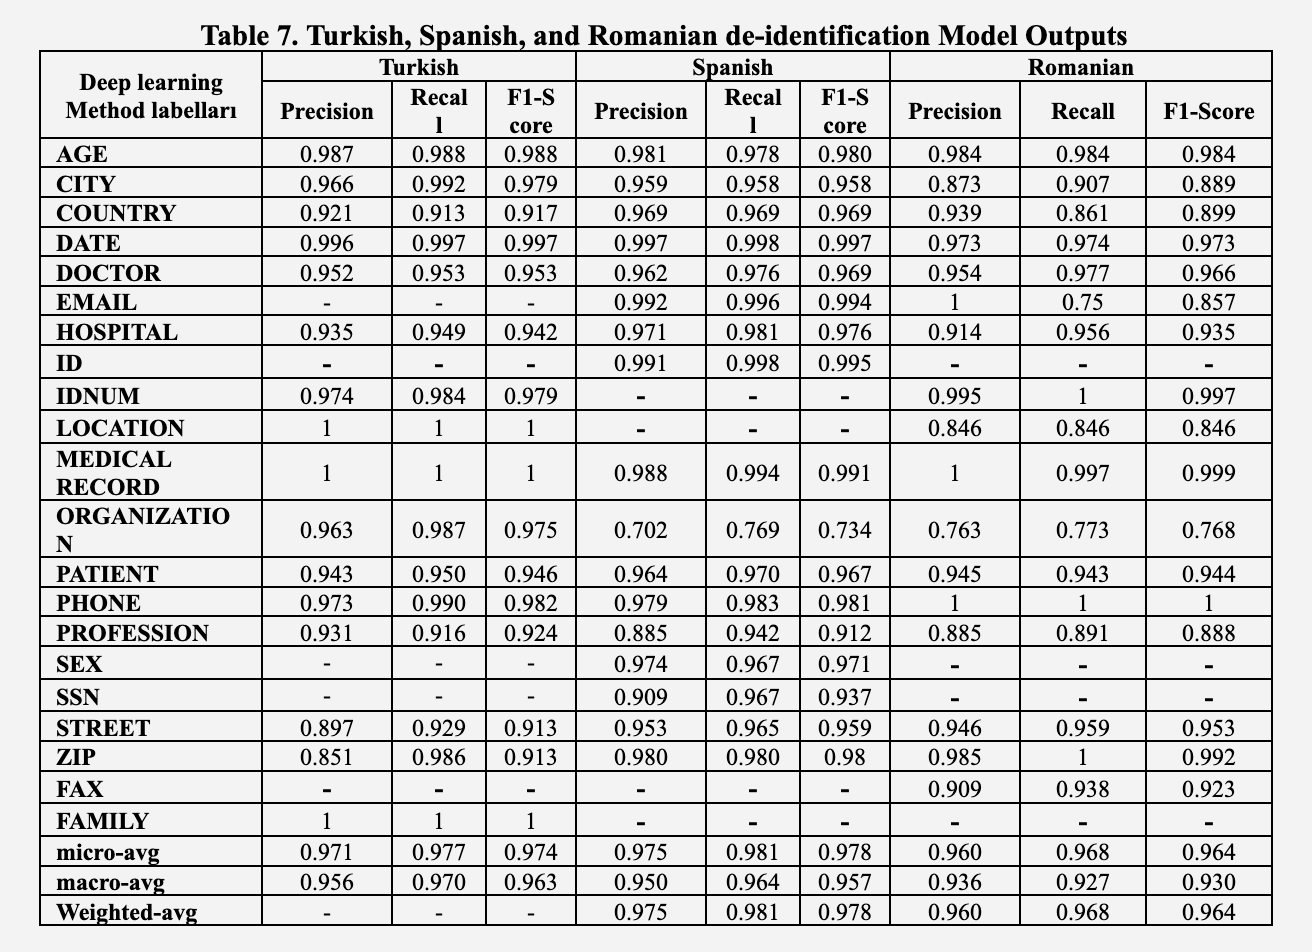 Table 7. Turkish, Spanish, and Romanian de-identification Model Outputs
Deep learning Method labelları Turkish Spanish Romanian
Precision Recall F1-Score Precision Recall F1-Score Precision Recall F1-Score
AGE 0.987 0.988 0.988 0.981 0.978 0.980 0.984 0.984 0.984
CITY 0.966 0.992 0.979 0.959 0.958 0.958 0.873 0.907 0.889
COUNTRY 0.921 0.913 0.917 0.969 0.969 0.969 0.939 0.861 0.899
DATE 0.996 0.997 0.997 0.997 0.998 0.997 0.973 0.974 0.973
DOCTOR 0.952 0.953 0.953 0.962 0.976 0.969 0.954 0.977 0.966
EMAIL - - - 0.992 0.996 0.994 1 0.75 0.857
HOSPITAL 0.935 0.949 0.942 0.971 0.981 0.976 0.914 0.956 0.935
ID - - - 0.991 0.998 0.995 - - -
IDNUM 0.974 0.984 0.979 - - - 0.995 1 0.997
LOCATION 1 1 1 - - - 0.846 0.846 0.846
MEDICAL RECORD 1 1 1 0.988 0.994 0.991 1 0.997 0.999
ORGANIZATION 0.963 0.987 0.975 0.702 0.769 0.734 0.763 0.773 0.768
PATIENT 0.943 0.950 0.946 0.964 0.970 0.967 0.945 0.943 0.944
PHONE 0.973 0.990 0.982 0.979 0.983 0.981 1 1 1
PROFESSION 0.931 0.916 0.924 0.885 0.942 0.912 0.885 0.891 0.888
SEX - - - 0.974 0.967 0.971 - - -
SSN - - - 0.909 0.967 0.937 - - -
STREET 0.897 0.929 0.913 0.953 0.965 0.959 0.946 0.959 0.953
ZIP 0.851 0.986 0.913 0.980 0.980 0.98 0.985 1 0.992
FAX - - - - - - 0.909 0.938 0.923
FAMILY 1 1 1 - - - - - -
micro-avg 0.971 0.977 0.974 0.975 0.981 0.978 0.960 0.968 0.964
macro-avg 0.956 0.970 0.963 0.950 0.964 0.957 0.936 0.927 0.930
Weighted-avg - - - 0.975 0.981 0.978 0.960 0.968 0.964